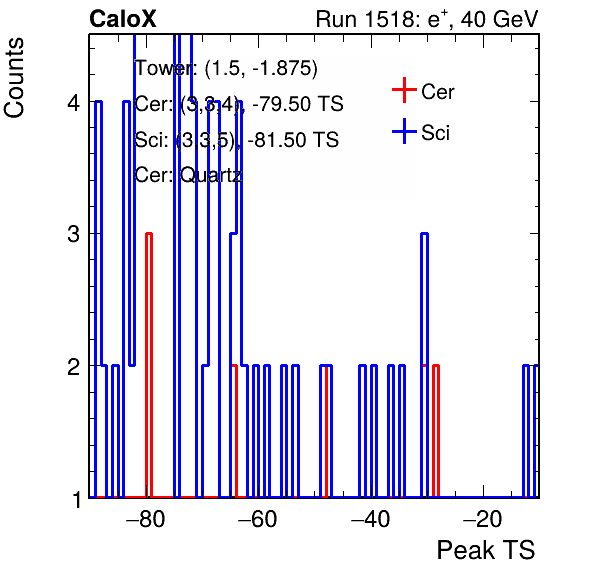 CaloX Run 1518: e⁺, 40 GeV
Counts
Tower: (1.5, -1.875)
Cer: (3,3,4), -79.50 TS
Sci: (3,3,5), -81.50 TS
Cer: Quartz
Cer
Sci
4
3
2
1
−80 −60 −40 −20
Peak TS